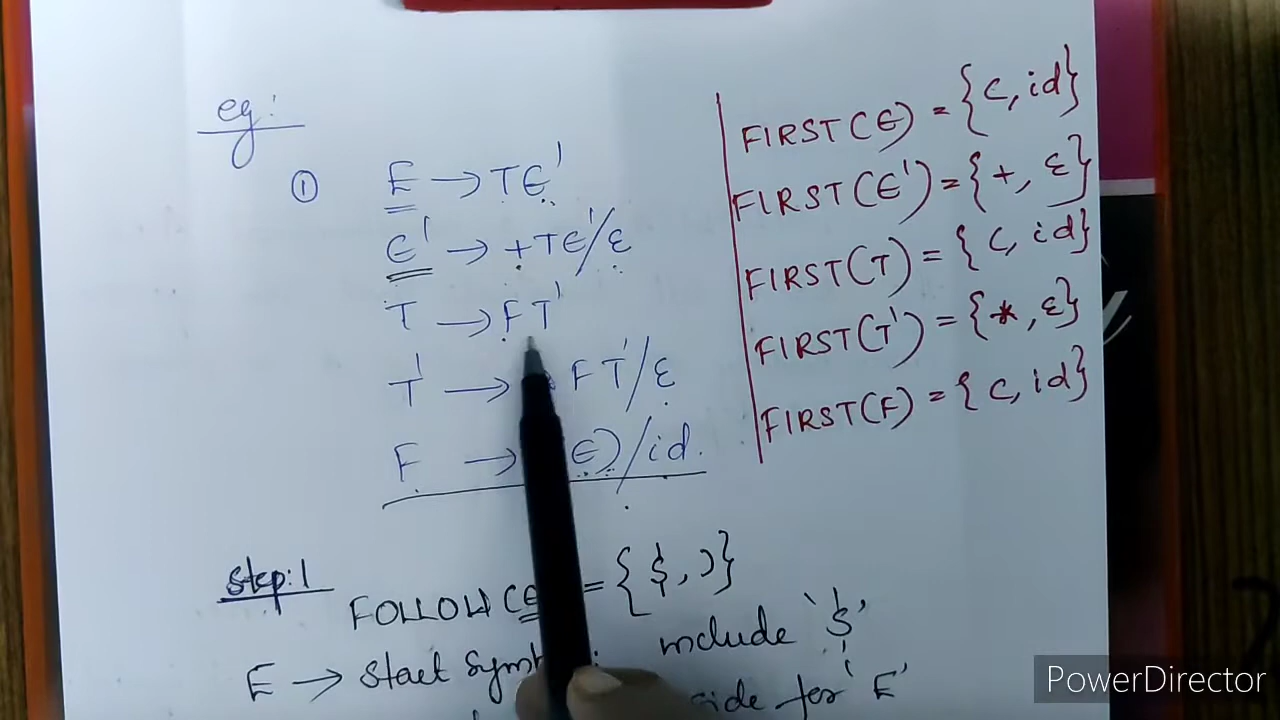 eg:
① E → TE'
E' → +TE'/ε
T → FT'
T' → FT'/ε
F → E)/id.
FIRST(E) = {(, id}
FIRST(E') = {+, ε}
FIRST(T) = {(, id}
FIRST(T') = {*, ε}
FIRST(F) = {(, id}
step:1
FOLLOW(E = {$, )}
E → start include '$'
side for 'E'
PowerDirector